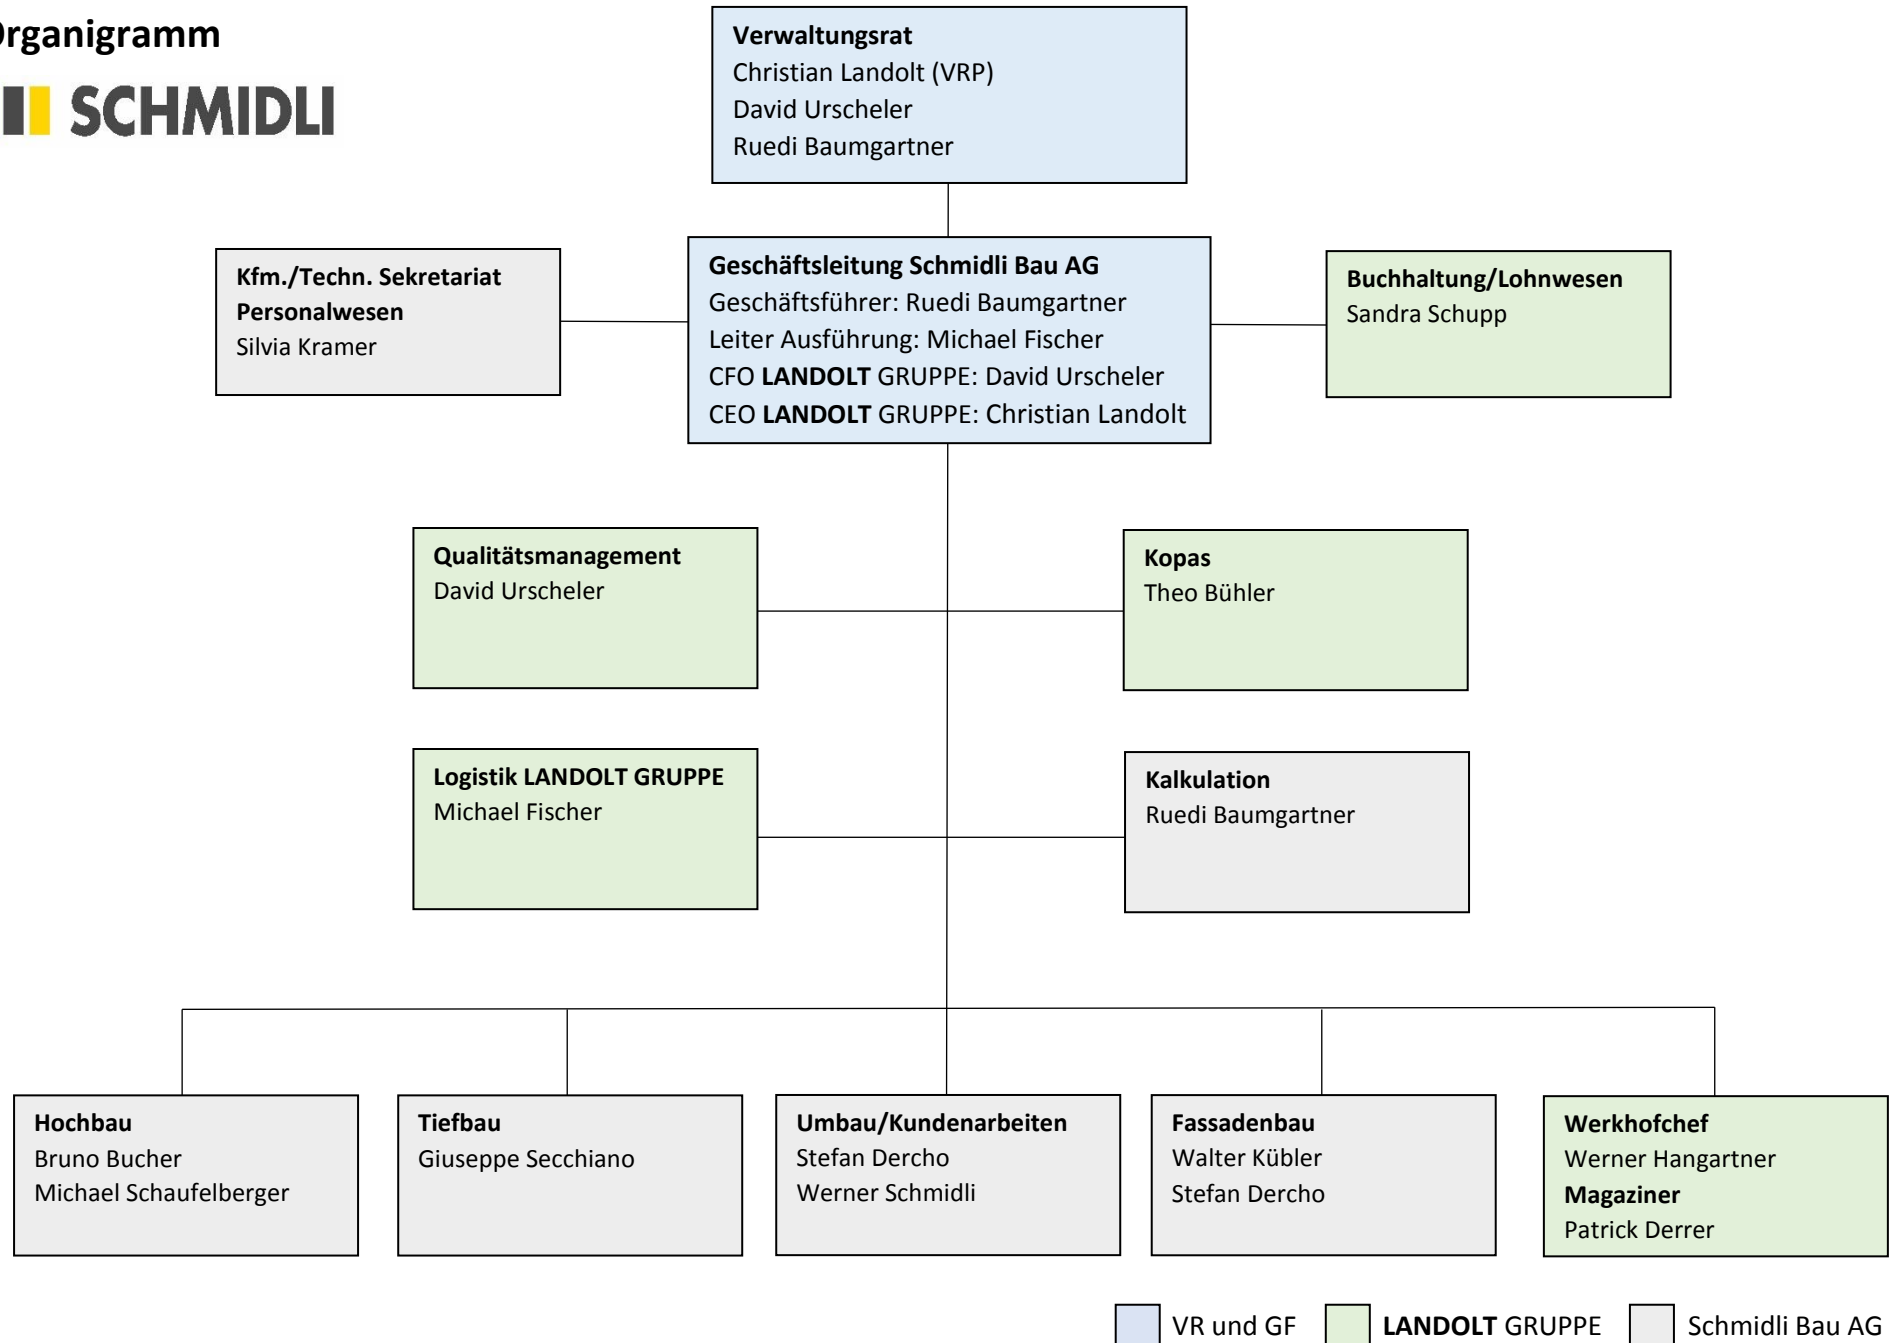 Organigramm
SCHMIDLI
Verwaltungsrat
Christian Landolt (VRP)
David Urscheler
Ruedi Baumgartner
Kfm./Techn. Sekretariat
Personalwesen
Silvia Kramer
Geschäftsleitung Schmidli Bau AG
Geschäftsführer: Ruedi Baumgartner
Leiter Ausführung: Michael Fischer
CFO LANDOLT GRUPPE: David Urscheler
CEO LANDOLT GRUPPE: Christian Landolt
Buchhaltung/Lohnwesen
Sandra Schupp
Qualitätsmanagement
David Urscheler
Kopas
Theo Bühler
Logistik LANDOLT GRUPPE
Michael Fischer
Kalkulation
Ruedi Baumgartner
Hochbau
Bruno Bucher
Michael Schaufelberger
Tiefbau
Giuseppe Secchiano
Umbau/Kundenarbeiten
Stefan Dercho
Werner Schmidli
Fassadenbau
Walter Kübler
Stefan Dercho
Werkhofchef
Werner Hangartner
Magaziner
Patrick Derrer
VR und GF
LANDOLT GRUPPE
Schmidli Bau AG